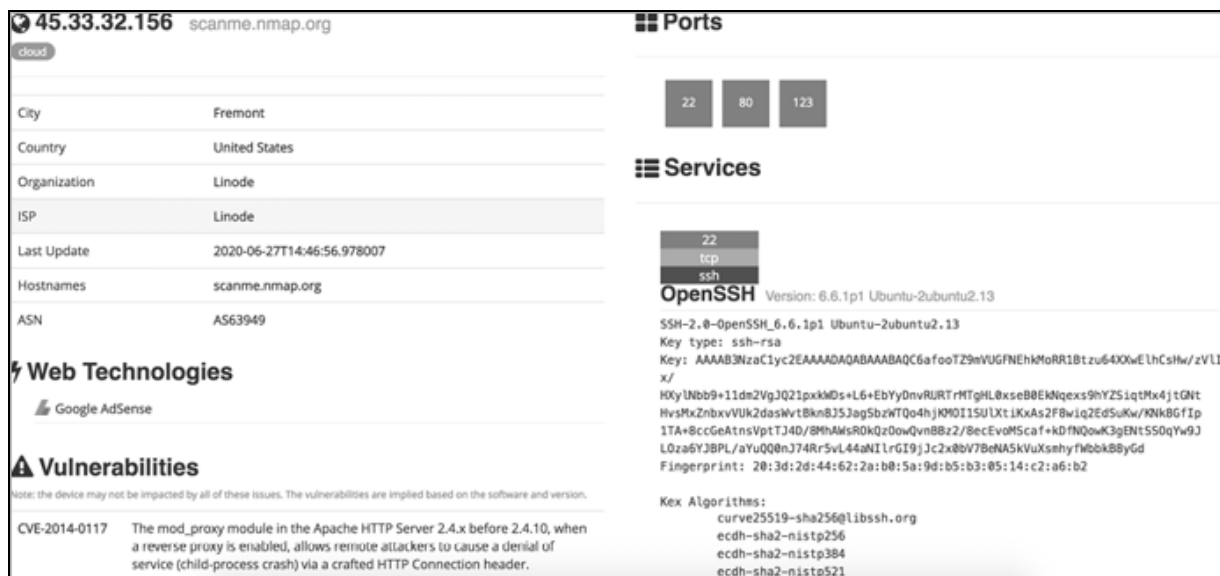 45.33.32.156 scanme.nmap.org
cloud
City Fremont
Country United States
Organization Linode
ISP Linode
Last Update 2020-06-27T14:46:56.978007
Hostnames scanme.nmap.org
ASN AS63949
Web Technologies
Google AdSense
Vulnerabilities
Note: the device may not be impacted by all of these issues. The vulnerabilities are implied based on the software and version.
CVE-2014-0117 The mod_proxy module in the Apache HTTP Server 2.4.x before 2.4.10, when
a reverse proxy is enabled, allows remote attackers to cause a denial of
service (child-process crash) via a crafted HTTP Connection header.
Ports
22 80 123
Services
22
tcp
ssh
OpenSSH Version: 6.6.1p1 Ubuntu-2ubuntu2.13
SSH-2.0-OpenSSH_6.6.1p1 Ubuntu-2ubuntu2.13
Key type: ssh-rsa
Key:
x/
Fingerprint: 20:3d:2d:44:62:2a:b0:5a:9d:b5:b3:05:14:c2:a6:b2
Kex Algorithms:
curve25519-sha256@libssh.org
ecdh-sha2-nistp256
ecdh-sha2-nistp384
ecdh-sha2-nistp521